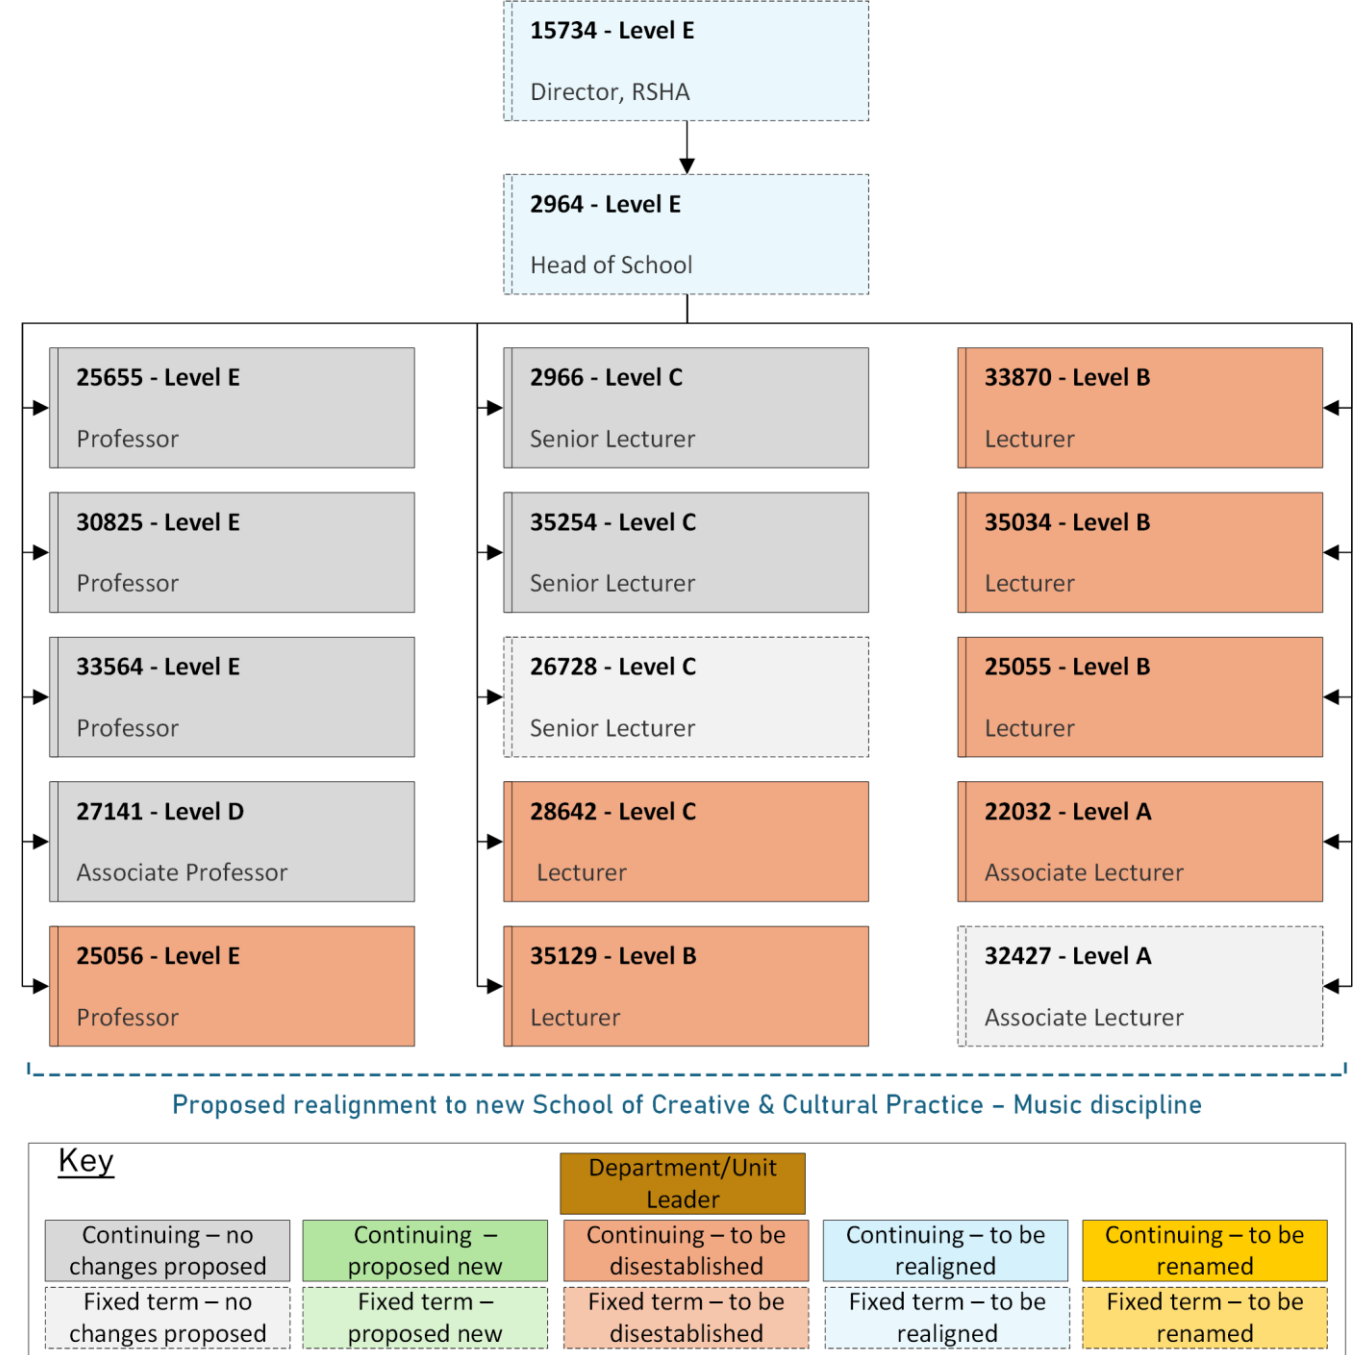 15734 - Level E
Director, RSHA
2964 - Level E
Head of School
25655 - Level E
Professor
30825 - Level E
Professor
33564 - Level E
Professor
27141 - Level D
Associate Professor
25056 - Level E
Professor
2966 - Level C
Senior Lecturer
35254 - Level C
Senior Lecturer
26728 - Level C
Senior Lecturer
28642 - Level C
Lecturer
35129 - Level B
Lecturer
33870 - Level B
Lecturer
35034 - Level B
Lecturer
25055 - Level B
Lecturer
22032 - Level A
Associate Lecturer
32427 - Level A
Associate Lecturer
Proposed realignment to new School of Creative & Cultural Practice – Music discipline
Key
Department/Unit
Leader
Continuing – no
changes proposed
Continuing –
proposed new
Continuing – to be
disestablished
Continuing – to be
realigned
Continuing – to be
renamed
Fixed term – no
changes proposed
Fixed term –
proposed new
Fixed term – to be
disestablished
Fixed term – to be
realigned
Fixed term – to be
renamed